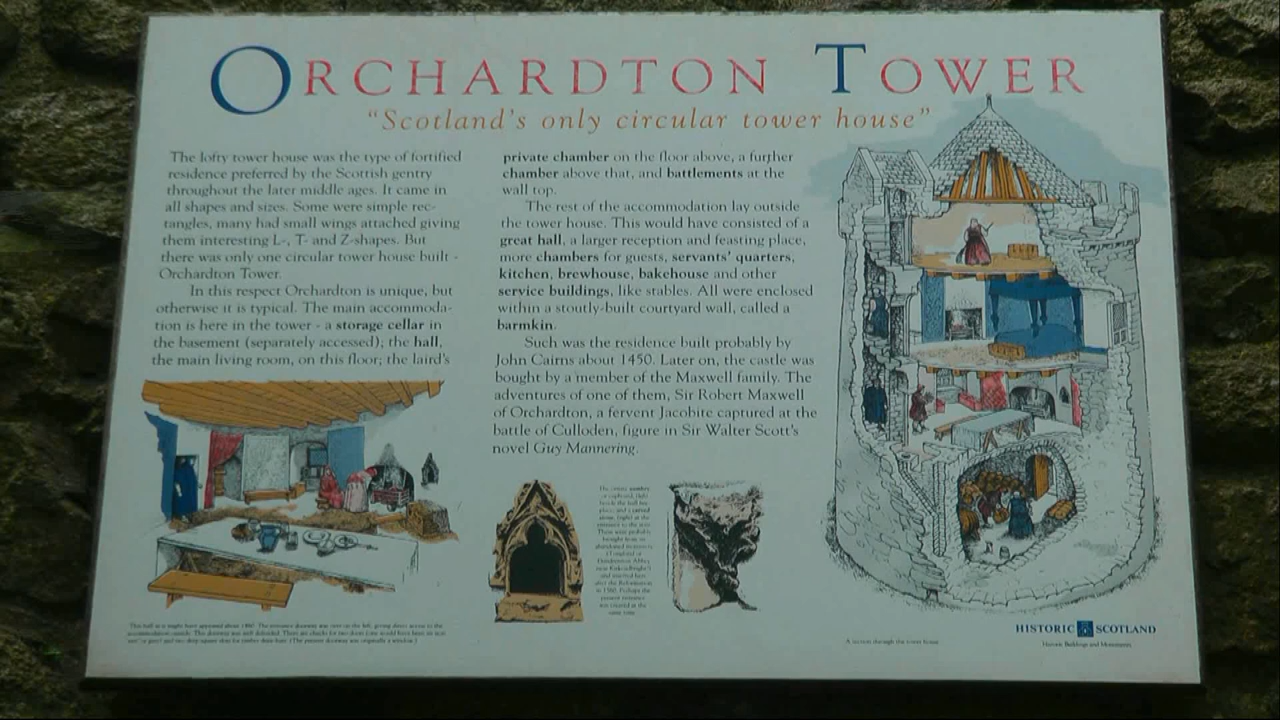 ORCHARDTON TOWER
"Scotland's only circular tower house"
The lofty tower house was the type of fortified
residence preferred by the Scottish gentry
throughout the later middle ages. It came in
all shapes and sizes. Some were simple rec-
tangles, many had small wings attached giving
them interesting L-, T- and Z-shapes. But
there was only one circular tower house built -
Orchardton Tower.
In this respect Orchardton is unique, but
otherwise it is typical. The main accommoda-
tion is here in the tower - a storage cellar in
the basement (separately accessed); the hall,
the main living room, on this floor; the laird's
private chamber on the floor above, a further
chamber above that, and battlements at the
wall top.
The rest of the accommodation lay outside
the tower house. This would have consisted of a
great hall, a larger reception and feasting place,
more chambers for guests, servants' quarters,
kitchen, brewhouse, bakehouse and other
service buildings, like stables. All were enclosed
within a stoutly-built courtyard wall, called a
barmkin.
Such was the residence built probably by
John Cairns about 1450. Later on, the castle was
bought by a member of the Maxwell family. The
adventures of one of them, Sir Robert Maxwell
of Orchardton, a fervent Jacobite captured at the
battle of Culloden, figure in Sir Walter Scott's
novel Guy Mannering.
A section through the tower house
HISTORIC SCOTLAND
Historic Buildings and Monuments